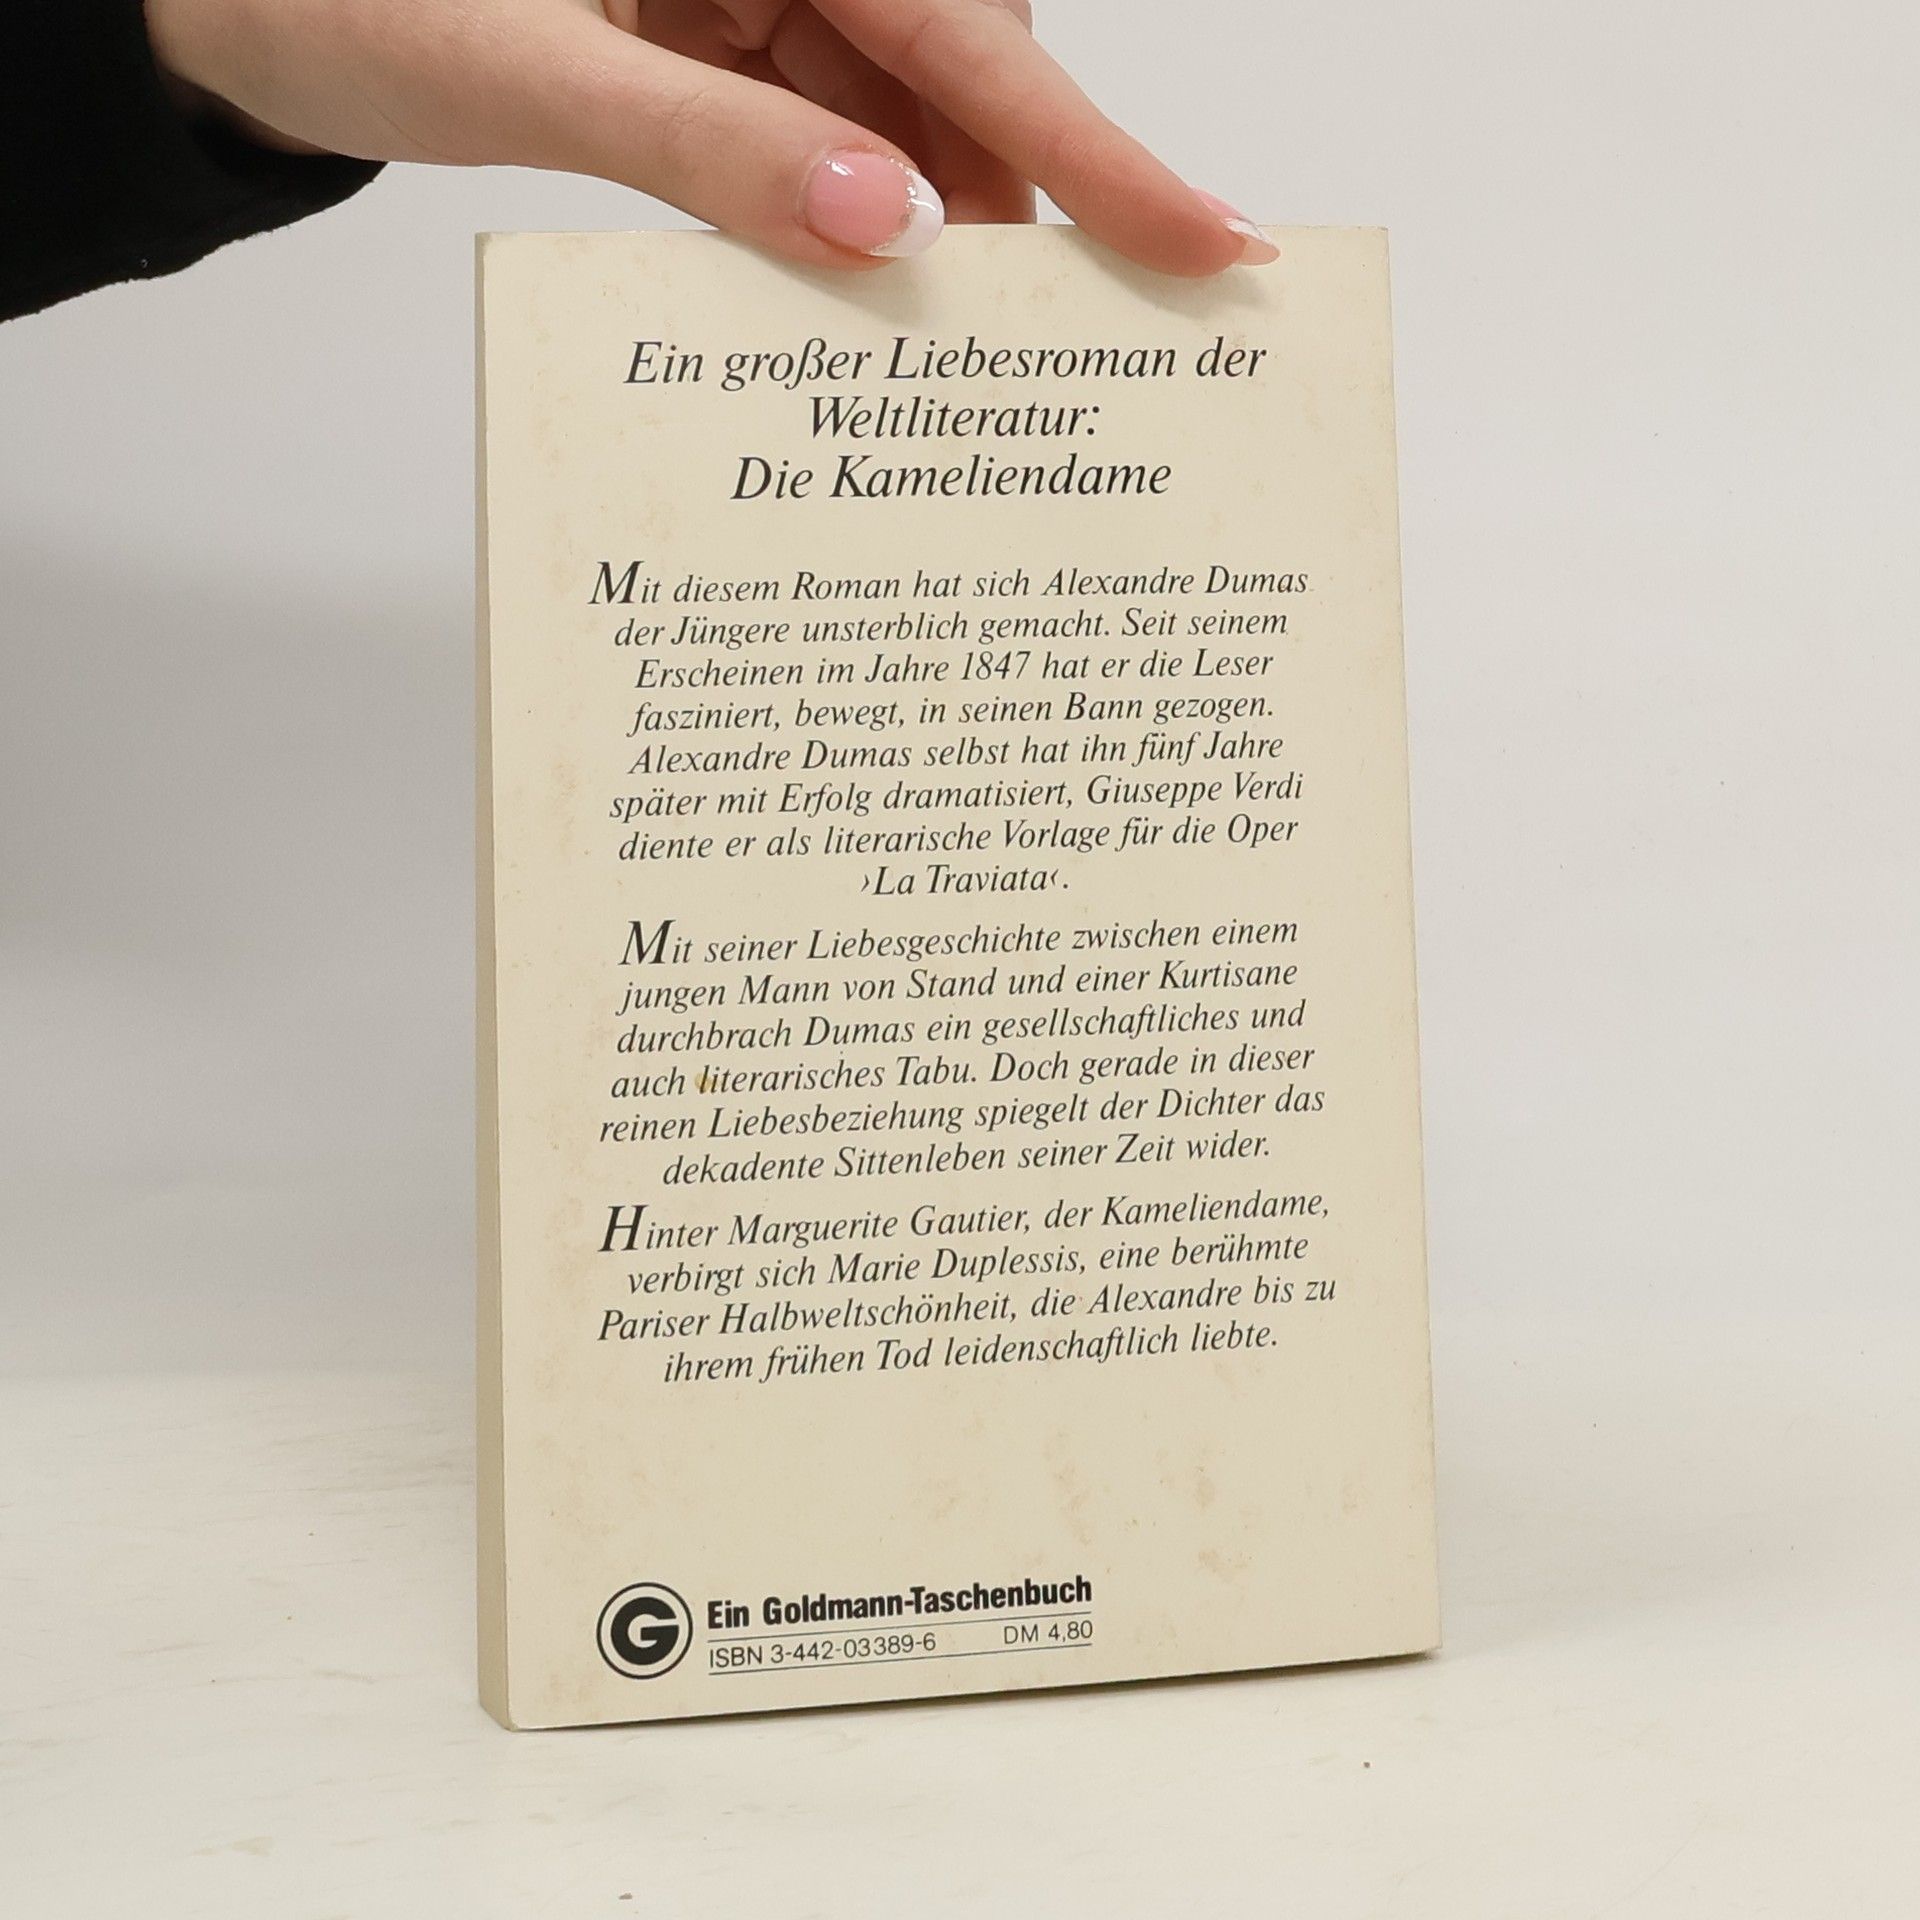 Ein großer Liebesroman der
Weltliteratur:
Die Kameliendame
Mit diesem Roman hat sich Alexandre Dumas
der Jüngere unsterblich gemacht. Seit seinem
Erscheinen im Jahre 1847 hat er die Leser
fasziniert, bewegt, in seinen Bann gezogen.
Alexandre Dumas selbst hat ihn fünf Jahre
später mit Erfolg dramatisiert, Giuseppe Verdi
diente er als literarische Vorlage für die Oper
›La Traviata‹.
Mit seiner Liebesgeschichte zwischen einem
jungen Mann von Stand und einer Kurtisane
durchbrach Dumas ein gesellschaftliches und
auch literarisches Tabu. Doch gerade in dieser
reinen Liebesbeziehung spiegelt der Dichter das
dekadente Sittenleben seiner Zeit wider.
Hinter Marguerite Gautier, der Kameliendame,
verbirgt sich Marie Duplessis, eine berühmte
Pariser Halbweltschönheit, die Alexandre bis zu
ihrem frühen Tod leidenschaftlich liebte.
G Ein Goldmann-Taschenbuch
ISBN 3-442-03389-6 DM 4,80